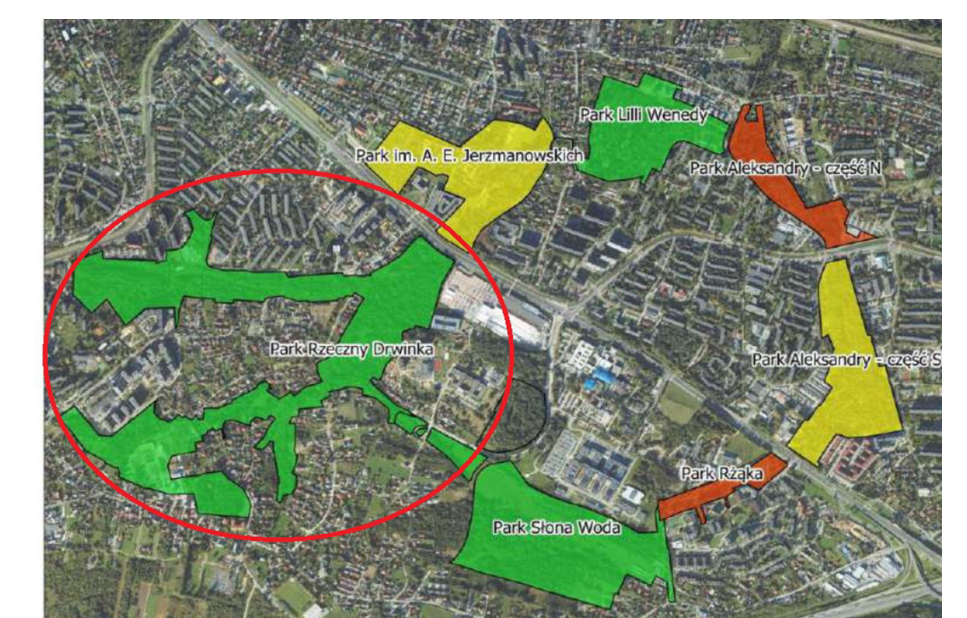 Park Lilli Wenedy
Park im. A. E. Jerzmanowskich
Park Aleksandry - część N
Park Rzeczny Drwinka
Park Aleksandry - część S
Park Rżąka
Park Słona Woda